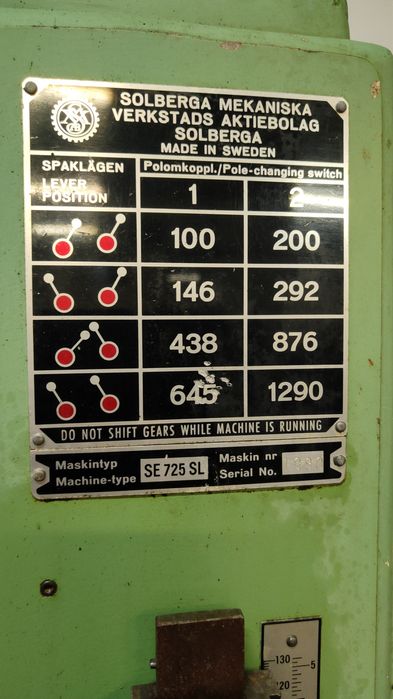 SOLBERGA MEKANISKA
VERKSTADS AKTIEBOLAG
SOLBERGA
MADE IN SWEDEN
SPAKLÄGEN Polomkoppl./Pole-changing switch
LEVER
POSITION 1 2
100 200
146 292
438 876
645 1290
DO NOT SHIFT GEARS WHILE MACHINE IS RUNNING
Maskintyp SE 725 SL Maskin nr
Machine-type Serial No.
130 5
120